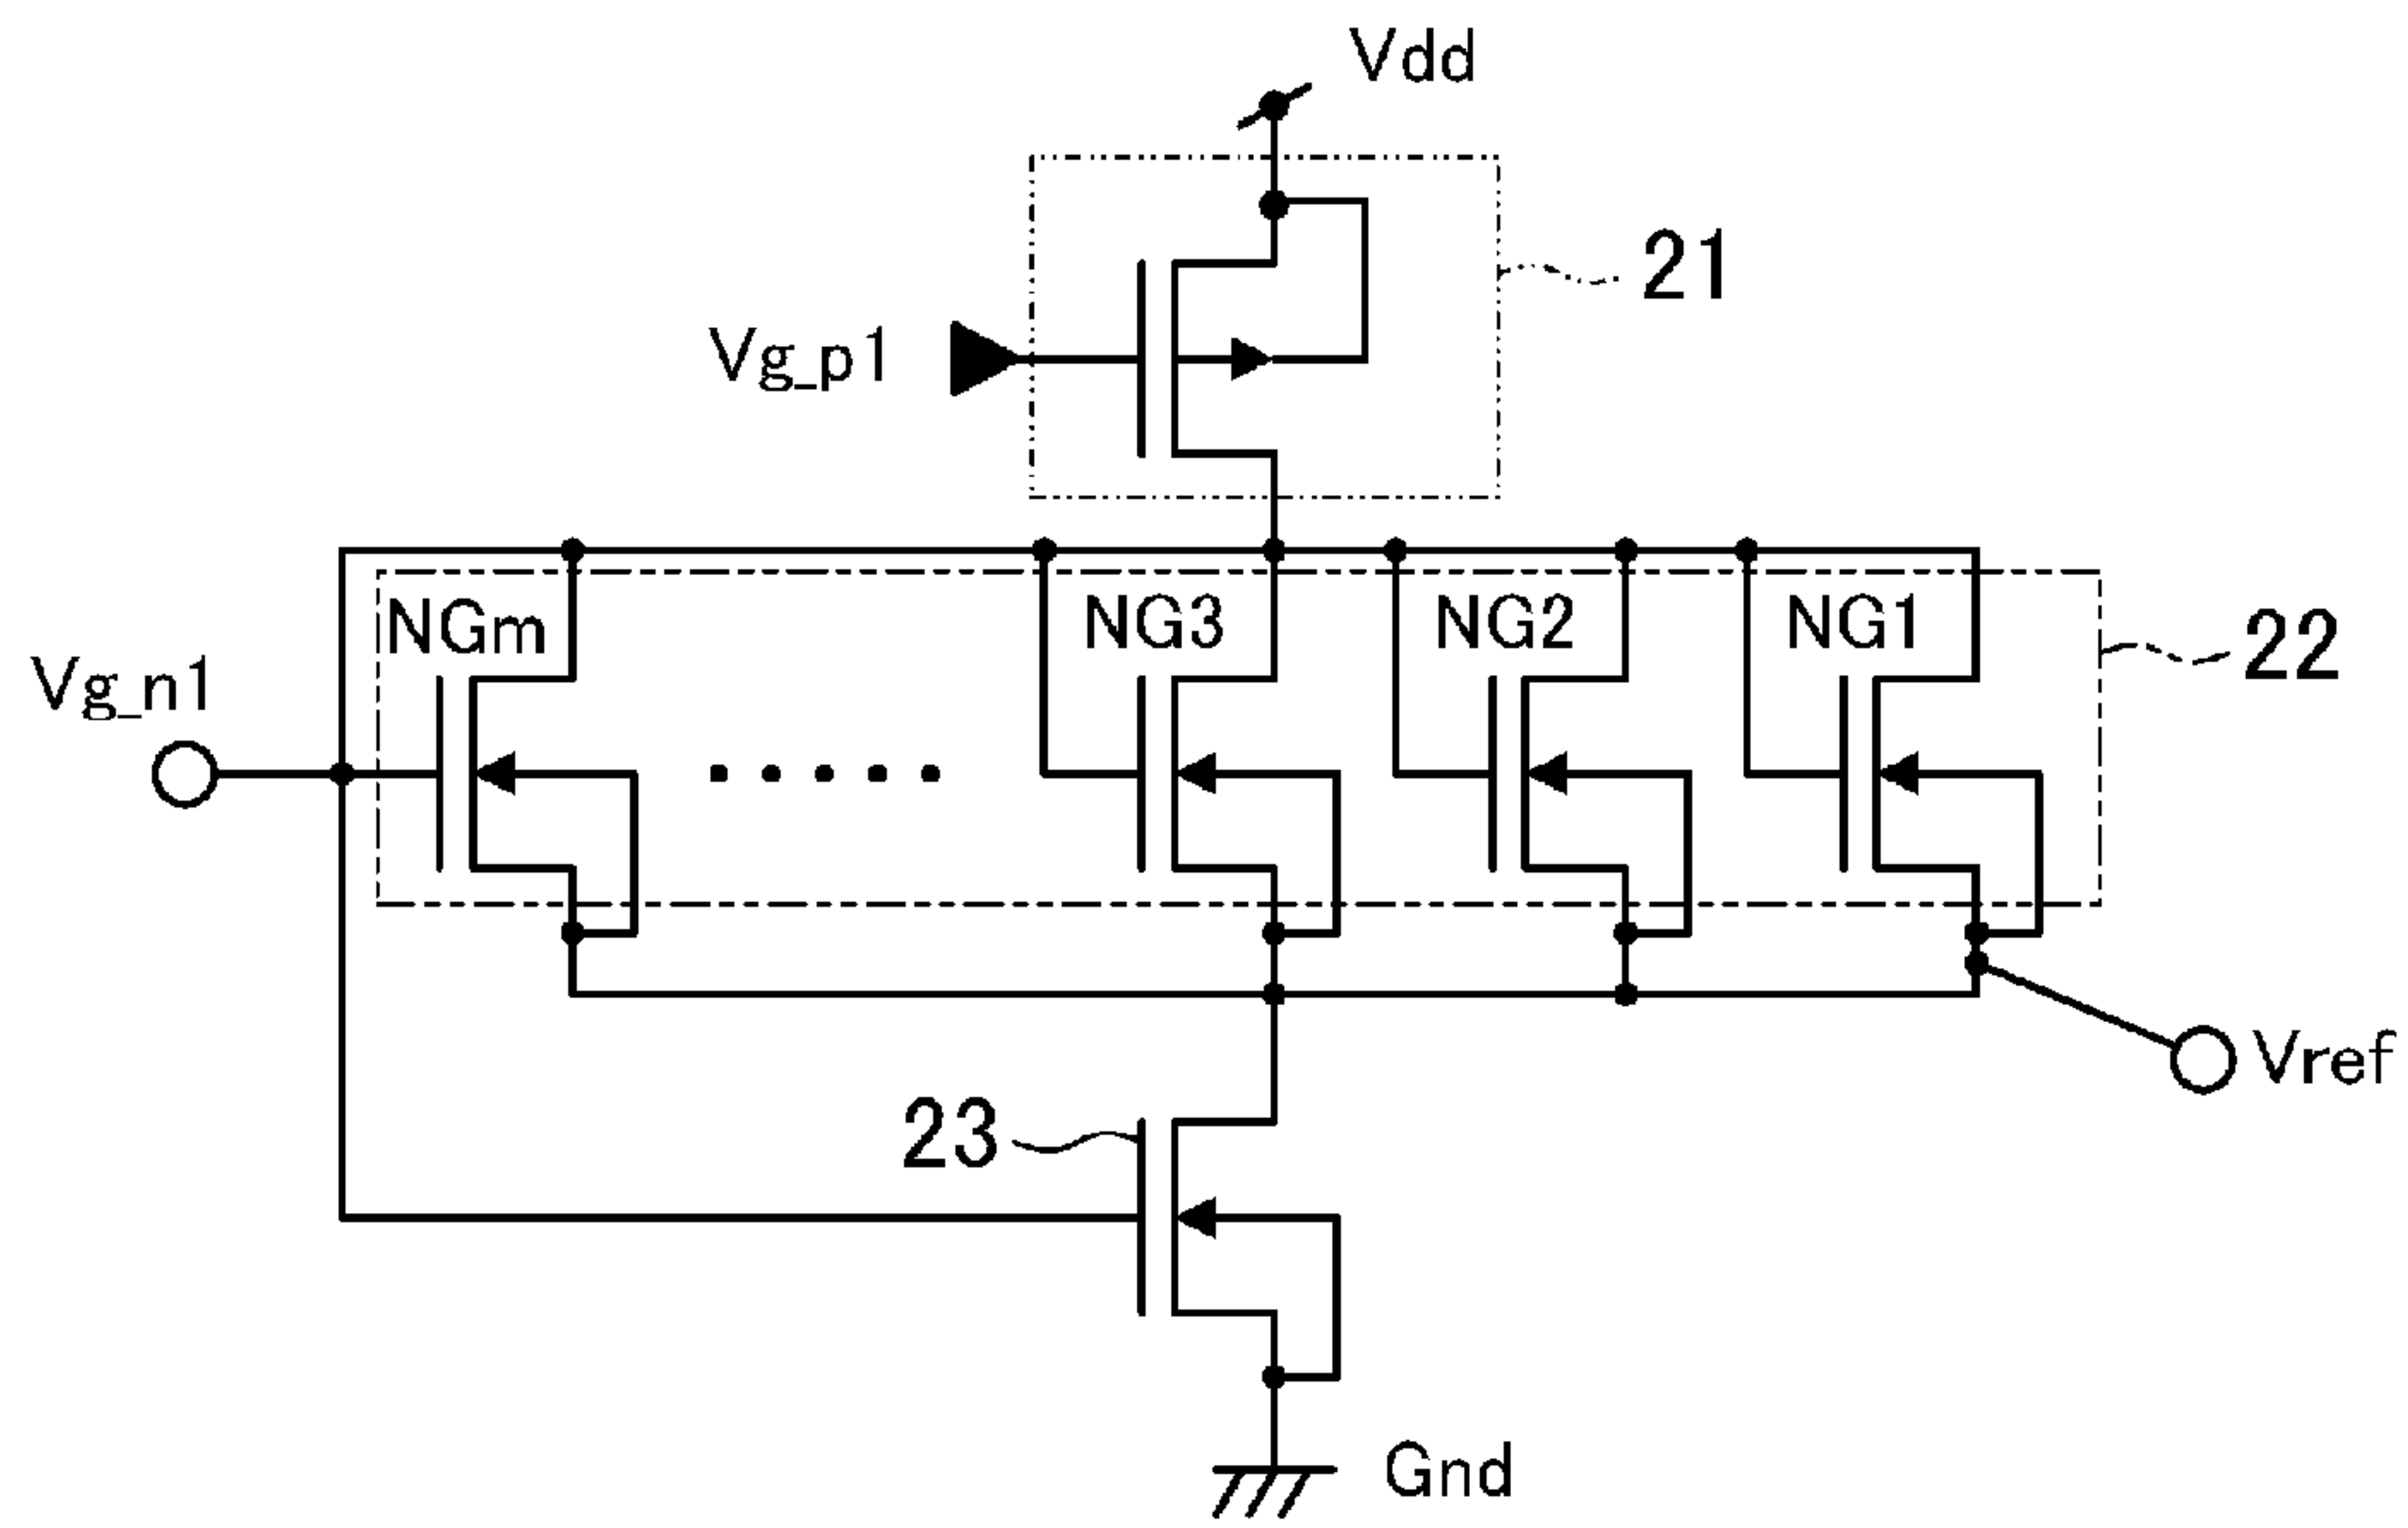 Vdd
21
Vg_p1
NGm
NG3
NG2
NG1
22
Vg_n1
Vref
23
Gnd